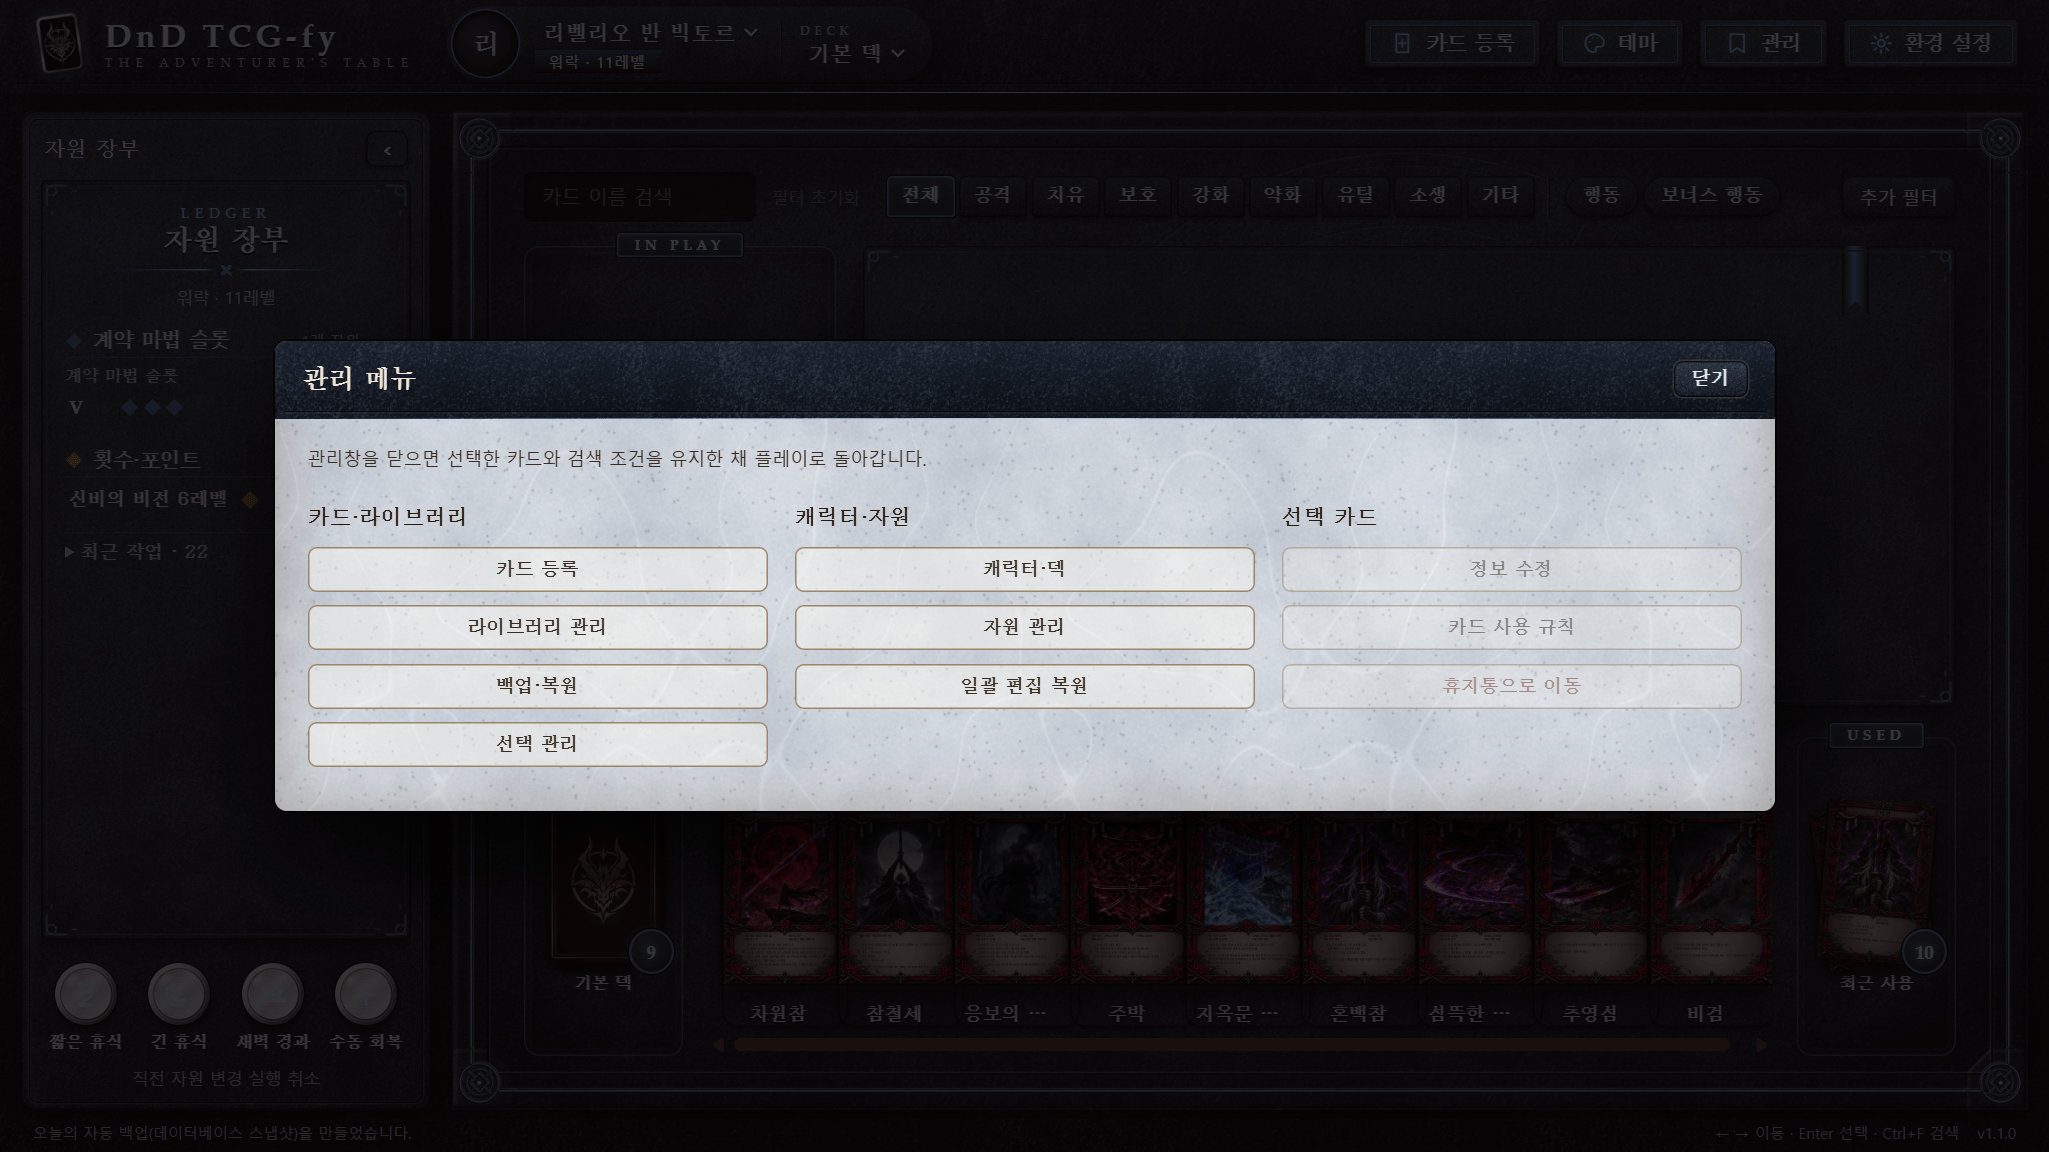 DnD TCG-fy
THE ADVENTURER'S TABLE
리
리벨리오 반 빅토르
워락 · 11레벨
DECK
기본 덱
카드 등록
테마
관리
환경 설정
자원 장부
LEDGER
자원 장부
워락 · 11레벨
계약 마법 슬롯
계약 마법 슬롯
V
횟수·포인트
신비의 비전 6레벨
최근 작업 · 22
짧은 휴식
긴 휴식
새벽 경과
수동 회복
직전 자원 변경 실행 취소
카드 이름 검색
필터 초기화
전체
공격
치유
보호
강화
약화
유틸
소생
기타
행동
보너스 행동
추가 필터
IN PLAY
관리 메뉴
닫기
관리창을 닫으면 선택한 카드와 검색 조건을 유지한 채 플레이로 돌아갑니다.
카드·라이브러리
카드 등록
라이브러리 관리
백업·복원
선택 관리
캐릭터·자원
캐릭터·덱
자원 관리
일괄 편집 복원
선택 카드
정보 수정
카드 사용 규칙
휴지통으로 이동
9
기본 덱
차원참
참철세
응보의 ···
주박
지옥문 ···
혼백참
섬뜩한 ···
추영섬
비검
USED
10
최근 사용
오늘의 자동 백업(데이터베이스 스냅샷)을 만들었습니다.
← → 이동 · Enter 선택 · Ctrl+F 검색
v1.1.0